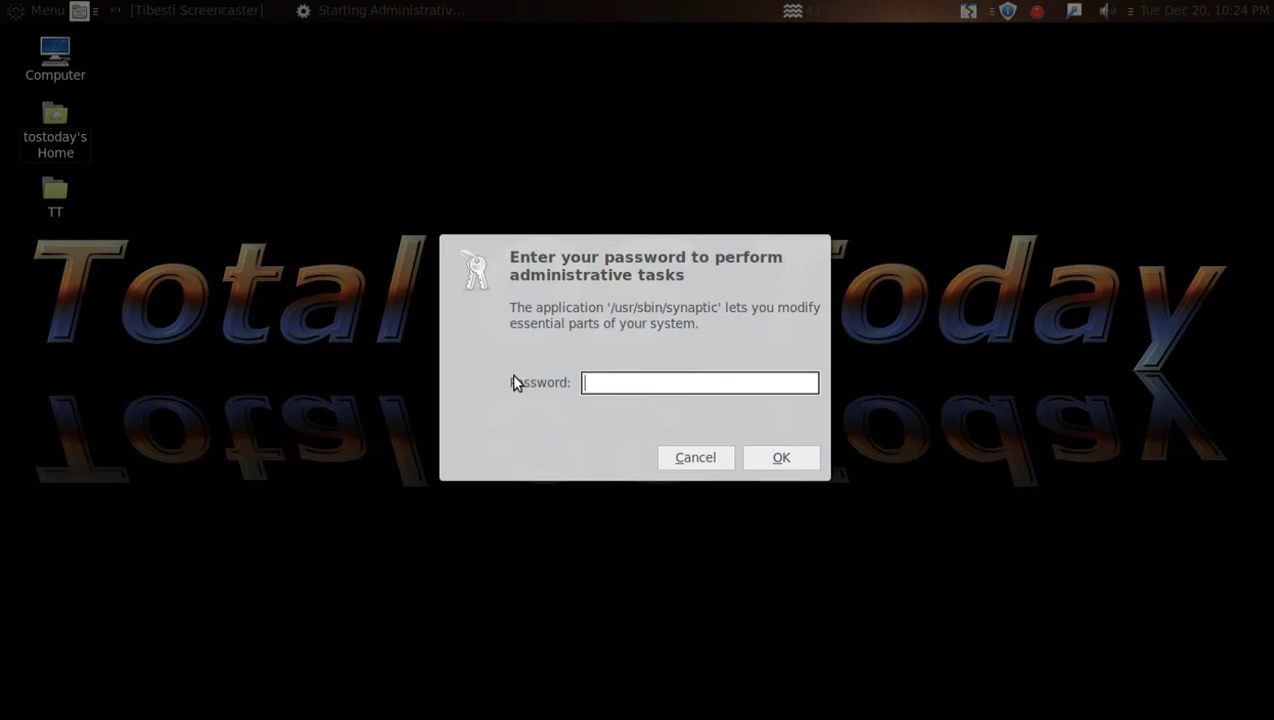 Menu [Tibesti Screencaster] Starting Administrativ... Tue Dec 20, 10:24 PM
Computer
tostoday's
Home
TT
Total Today
Enter your password to perform
administrative tasks
The application '/usr/sbin/synaptic' lets you modify
essential parts of your system.
Password:
Cancel OK